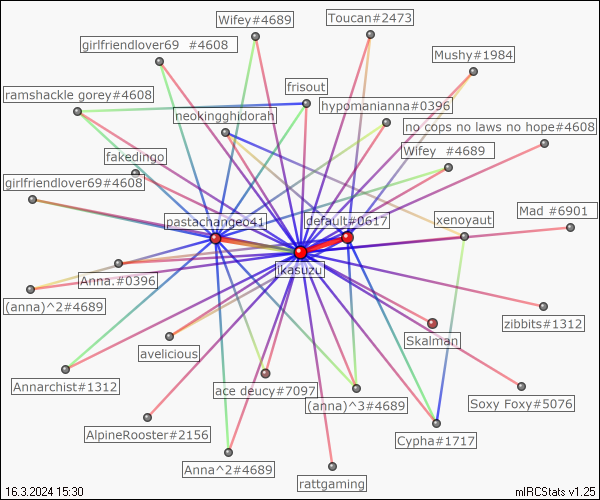 Wifey#4689
Toucan#2473
girlfriendlover69 #4608
Mushy#1984
ramshackle gorey#4608
frisout
hypomanianna#0396
neokingghidorah
no cops no laws no hope#4608
fakedingo
Wifey #4689
girlfriendlover69#4608
pastachangeo41
default#0617
xenoyaut
Mad #6901
ikasuzu
Anna.#0396
(anna)^2#4689
zibbits#1312
Skalman
avelicious
Annarchist#1312
ace deucy#7097
(anna)^3#4689
Soxy Foxy#5076
AlpineRooster#2156
Cypha#1717
Anna^2#4689
rattgaming
16.3.2024 15:30
mIRCStats v1.25